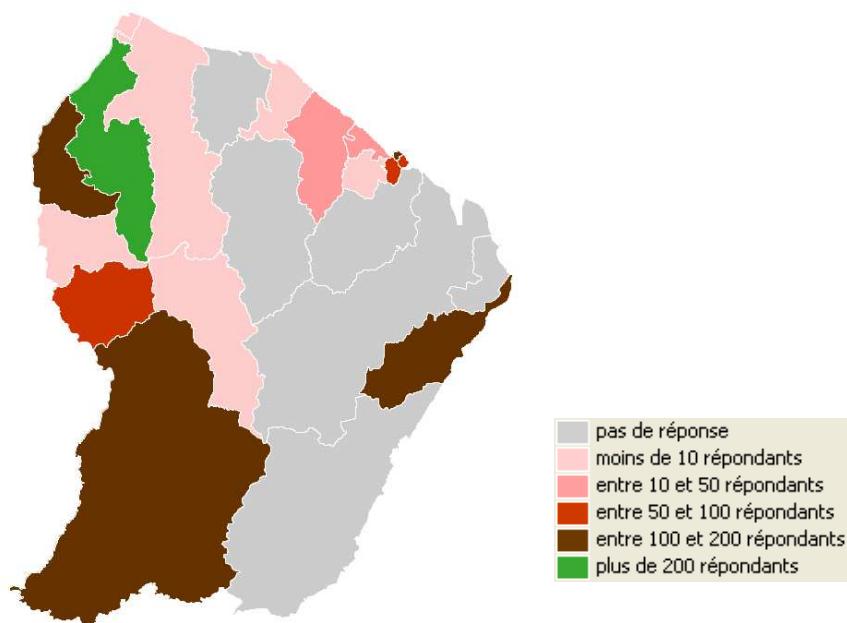 pas de réponse
moins de 10 répondants
entre 10 et 50 répondants
entre 50 et 100 répondants
entre 100 et 200 répondants
plus de 200 répondants